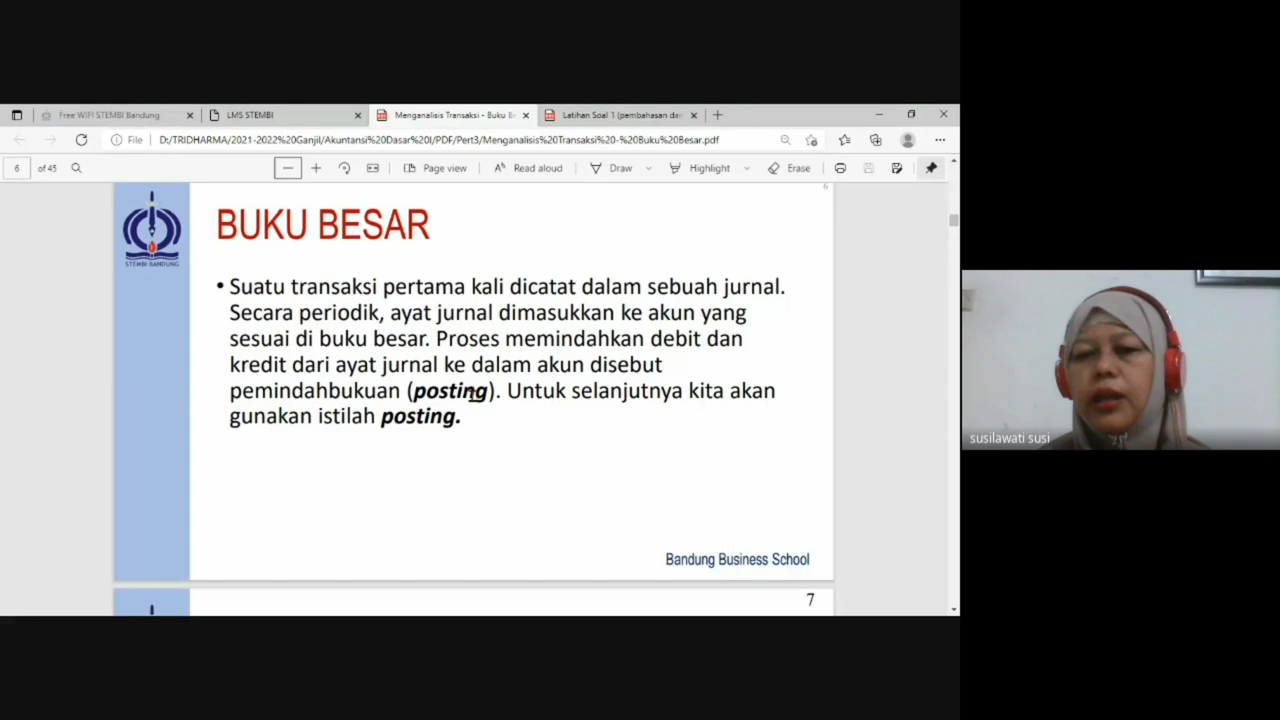 Free WIFI STEMBI Bandung
LMS STEMBI
Menganalisis Transaksi - Buku Be
Latihan Soal 1 (pembahasan dar
File
D:/TRIDHARMA/2021-2022%20Ganjil/Akuntansi%20Dasar%20I/PDF/Pert3/Menganalisis%20Transaksi%20-%20Buku%20Besar.pdf
6 of 45
Page view
Read aloud
Draw
Highlight
Erase
6
STEMBI BANDUNG
BUKU BESAR
• Suatu transaksi pertama kali dicatat dalam sebuah jurnal.
Secara periodik, ayat jurnal dimasukkan ke akun yang
sesuai di buku besar. Proses memindahkan debit dan
kredit dari ayat jurnal ke dalam akun disebut
pemindahbukuan (posting). Untuk selanjutnya kita akan
gunakan istilah posting.
Bandung Business School
7
susilawati susi